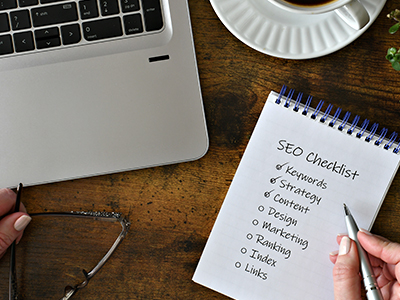 SEO Checklist
Keywords
Strategy
Content
Design
Marketing
Ranking
Index
Links